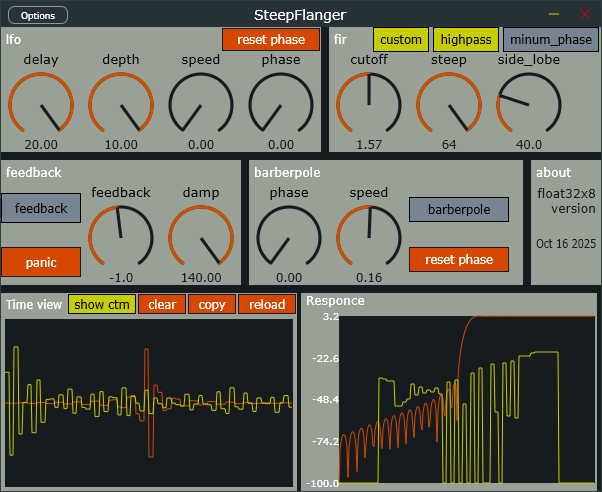 Options
SteepFlanger
lfo
reset phase
delay
depth
speed
phase
20.00
10.00
0.00
0.00
fir
custom
highpass
minum_phase
cutoff
steep
side_lobe
1.57
64
40.0
feedback
feedback
panic
feedback
damp
-1.0
140.00
barberpole
phase
speed
0.00
0.16
barberpole
reset phase
about
float32x8
version
Oct 16 2025
Time view
show ctm
clear
copy
reload
Responce
3.2
-22.6
-48.4
-74.2
-100.0